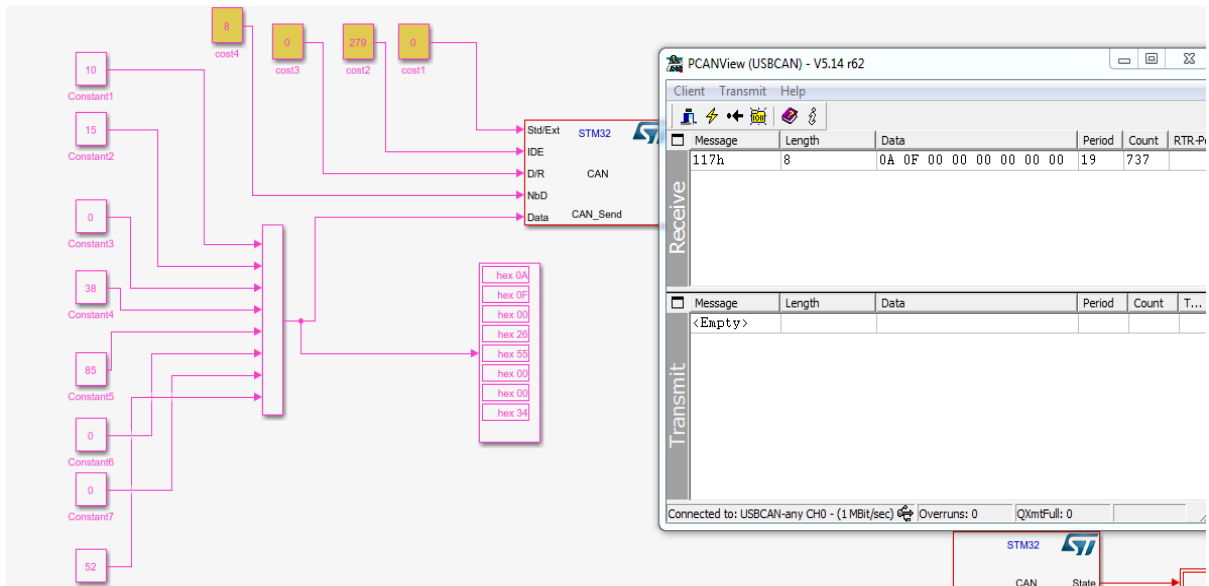 8
cost4
0
cost3
279
cost2
0
cost1
10
Constant1
15
Constant2
0
Constant3
38
Constant4
85
Constant5
0
Constant6
0
Constant7
52
Std/Ext STM32
IDE
D/R CAN
NbD
Data CAN_Send
hex 0A
hex 0F
hex 00
hex 26
hex 55
hex 00
hex 00
hex 34
PCANView (USBCAN) - V5.14 r62
Client Transmit Help
Message Length Data Period Count RTR-Pe
117h 8 0A 0F 00 00 00 00 00 00 19 737
Receive
Message Length Data Period Count T...
<Empty>
Transmit
Connected to: USBCAN-any CH0 - (1 MBit/sec) Overruns: 0 QXmtFull: 0
STM32
CAN State